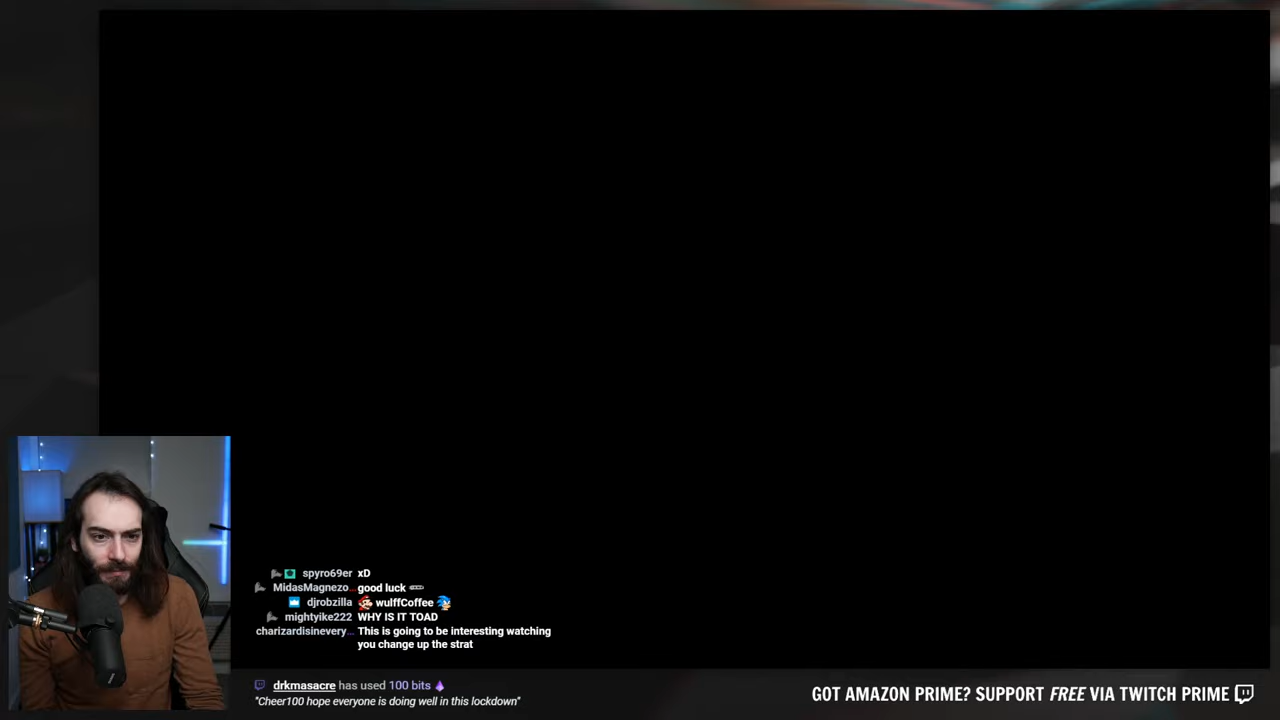 spyro69er xD
MidasMagnezo... good luck
djrobzilla wulffCoffee
mightyike222 WHY IS IT TOAD
charizardisinevery... This is going to be interesting watching
you change up the strat
drkmasacre has used 100 bits
"Cheer100 hope everyone is doing well in this lockdown"
GOT AMAZON PRIME? SUPPORT FREE VIA TWITCH PRIME